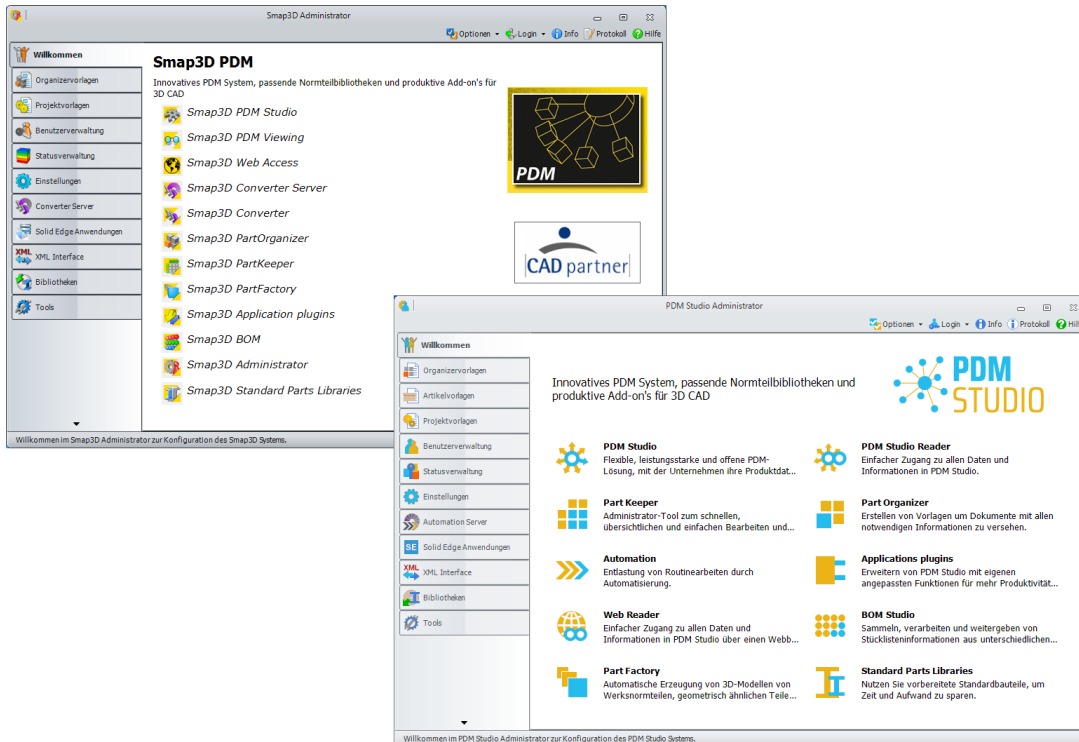 Smap3D Administrator
Optionen Login Info Protokoll Hilfe
Willkommen
Organizervorlagen
Projektvorlagen
Benutzerverwaltung
Statusverwaltung
Einstellungen
Converter Server
Solid Edge Anwendungen
XML XML Interface
Bibliotheken
Tools
Smap3D PDM
Innovatives PDM System, passende Normteilbibliotheken und produktive Add-on's für
3D CAD
Smap3D PDM Studio
Smap3D PDM Viewing
Smap3D Web Access
Smap3D Converter Server
Smap3D Converter
Smap3D PartOrganizer
Smap3D PartKeeper
Smap3D PartFactory
Smap3D Application plugins
Smap3D BOM
Smap3D Administrator
Smap3D Standard Parts Libraries
PDM
CAD partner
Willkommen im Smap3D Administrator zur Konfiguration des Smap3D Systems.
PDM Studio Administrator
Optionen Login Info Protokoll Hil
Willkommen
Organizervorlagen
Artikelvorlagen
Projektvorlagen
Benutzerverwaltung
Statusverwaltung
Einstellungen
Automation Server
SE Solid Edge Anwendungen
XML XML Interface
Bibliotheken
Tools
Innovatives PDM System, passende Normteilbibliotheken und
produktive Add-on's für 3D CAD
PDM
STUDIO
PDM Studio
Flexible, leistungsstarke und offene PDM-
Lösung, mit der Unternehmen ihre Produktdat...
PDM Studio Reader
Einfacher Zugang zu allen Daten und
Informationen in PDM Studio.
Part Keeper
Administrator-Tool zum schnellen,
übersichtlichen und einfachen Bearbeiten und...
Part Organizer
Erstellen von Vorlagen um Dokumente mit allen
notwendigen Informationen zu versehen.
Automation
Entlastung von Routinearbeiten durch
Automatisierung.
Applications plugins
Erweitern von PDM Studio mit eigenen
angepassten Funktionen für mehr Produktivität...
Web Reader
Einfacher Zugang zu allen Daten und
Informationen in PDM Studio über einen Webb...
BOM Studio
Sammeln, verarbeiten und weitergeben von
Stücklisteninformationen aus unterschiedlichen...
Part Factory
Automatische Erzeugung von 3D-Modellen von
Werksnormteilen, geometrisch ähnlichen Teile...
Standard Parts Libraries
Nutzen Sie vorbereitete Standardbauteile, um
Zeit und Aufwand zu sparen.
Willkommen im PDM Studio Administrator zur Konfiguration des PDM Studio Systems.